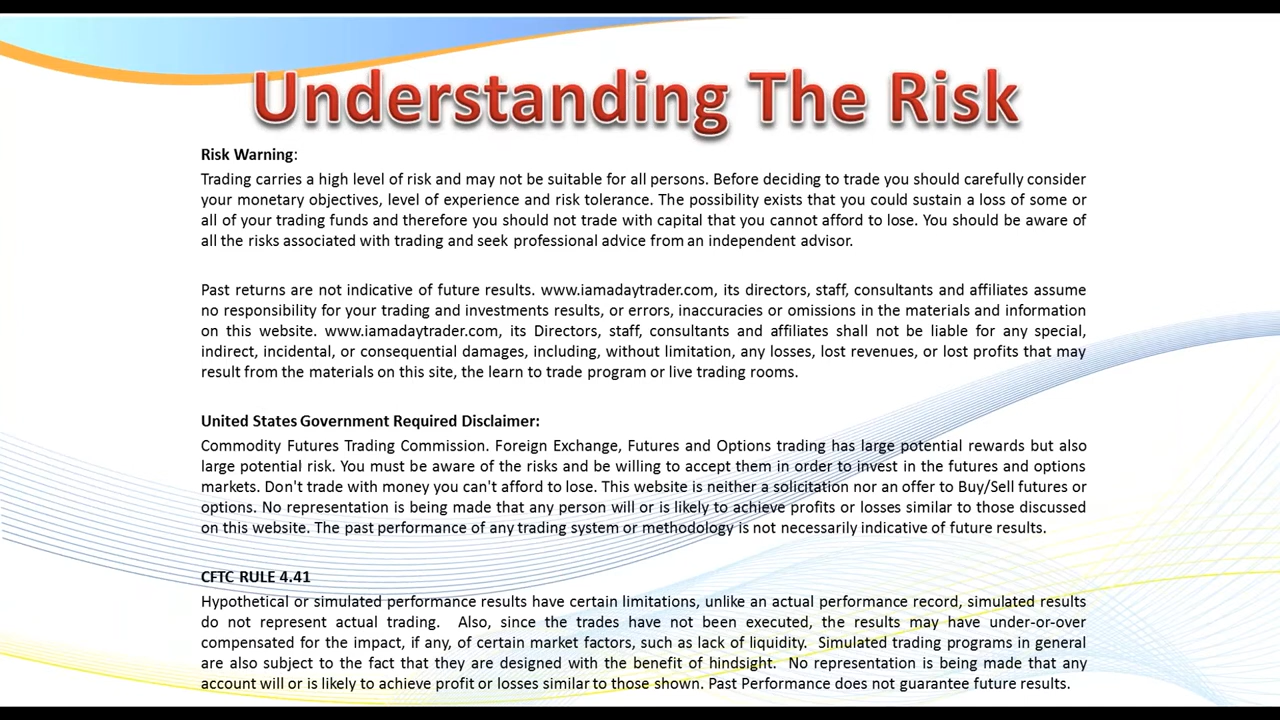 Understanding The Risk
Risk Warning:
Trading carries a high level of risk and may not be suitable for all persons. Before deciding to trade you should carefully consider
your monetary objectives, level of experience and risk tolerance. The possibility exists that you could sustain a loss of some or
all of your trading funds and therefore you should not trade with capital that you cannot afford to lose. You should be aware of
all the risks associated with trading and seek professional advice from an independent advisor.
Past returns are not indicative of future results. www.iamadaytrader.com, its directors, staff, consultants and affiliates assume
no responsibility for your trading and investments results, or errors, inaccuracies or omissions in the materials and information
on this website. www.iamadaytrader.com, its Directors, staff, consultants and affiliates shall not be liable for any special,
indirect, incidental, or consequential damages, including, without limitation, any losses, lost revenues, or lost profits that may
result from the materials on this site, the learn to trade program or live trading rooms.
United States Government Required Disclaimer:
Commodity Futures Trading Commission. Foreign Exchange, Futures and Options trading has large potential rewards but also
large potential risk. You must be aware of the risks and be willing to accept them in order to invest in the futures and options
markets. Don't trade with money you can't afford to lose. This website is neither a solicitation nor an offer to Buy/Sell futures or
options. No representation is being made that any person will or is likely to achieve profits or losses similar to those discussed
on this website. The past performance of any trading system or methodology is not necessarily indicative of future results.
CFTC RULE 4.41
Hypothetical or simulated performance results have certain limitations, unlike an actual performance record, simulated results
do not represent actual trading. Also, since the trades have not been executed, the results may have under-or-over
compensated for the impact, if any, of certain market factors, such as lack of liquidity. Simulated trading programs in general
are also subject to the fact that they are designed with the benefit of hindsight. No representation is being made that any
account will or is likely to achieve profit or losses similar to those shown. Past Performance does not guarantee future results.